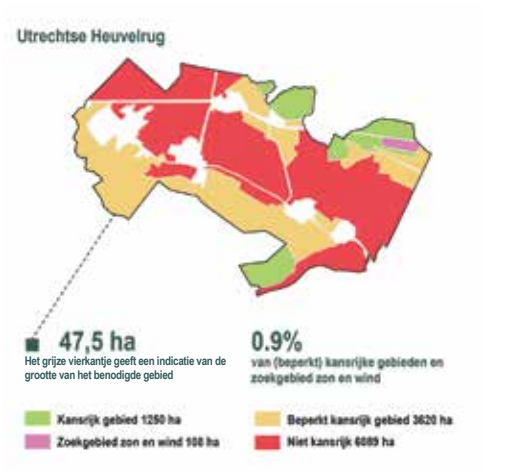 Utrechtse Heuvelrug
47,5 ha
Het grijze vierkantje geeft een indicatie van de
grootte van het benodigde gebied
0.9%
van (beperkt) kansrijke gebieden en
zoekgebied zon en wind
Kansrijk gebied 1250 ha
Zoekgebied zon en wind 108 ha
Beperkt kansrijk gebied 3620 ha
Niet kansrijk 6089 ha